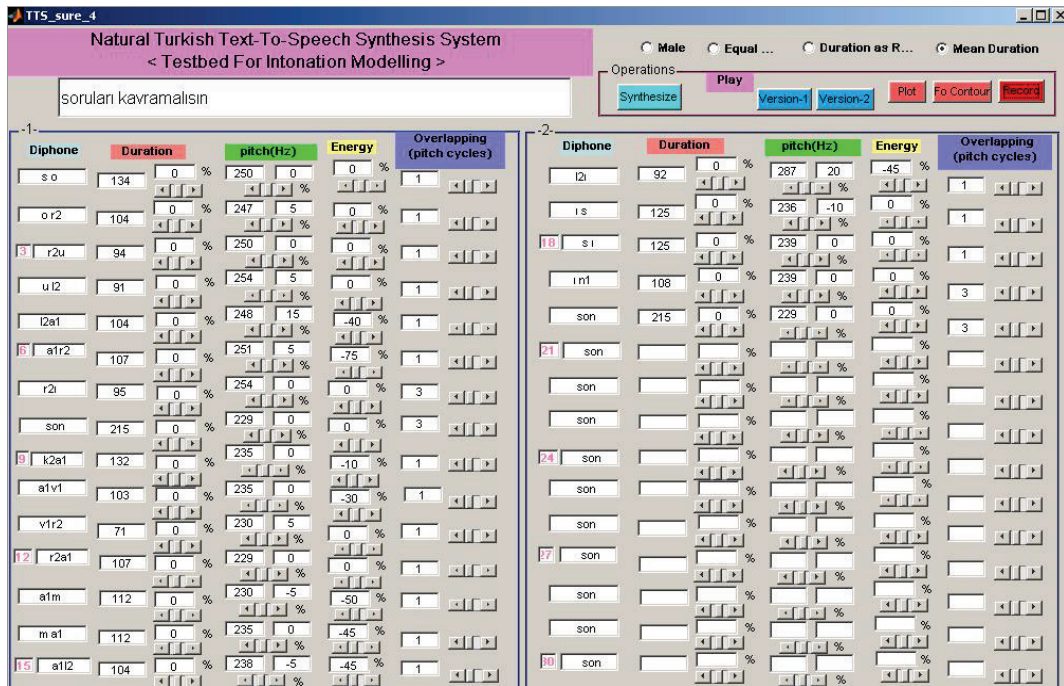 TTS_sure_4
Natural Turkish Text-To-Speech Synthesis System
< Testbed For Intonation Modelling >
Male Equal ... Duration as R... Mean Duration
Operations
soruları kavramalısın
Synthesize Play Version-1 Version-2 Plot Fo Contour Record
-1-
Diphone Duration pitch(Hz) Energy Overlapping (pitch cycles)
s o 134 0 % 250 0 % 0 % 1
o r2 104 0 % 247 5 % 0 % 1
3 r2u 94 0 % 250 0 % 0 % 1
u l2 91 0 % 254 5 % 0 % 1
l2a1 104 0 % 248 15 % -40 % 1
6 a1r2 107 0 % 251 5 % -75 % 1
r2ı 95 0 % 254 0 % 0 % 3
son 215 0 % 229 0 % 0 % 3
9 k2a1 132 0 % 235 0 % -10 % 1
a1v1 103 0 % 235 0 % -30 % 1
v1r2 71 0 % 230 5 % 0 % 1
12 r2a1 107 0 % 229 0 % 0 % 1
a1m 112 0 % 230 -5 % -50 % 1
m a1 112 0 % 235 0 % -45 % 1
15 a1l2 104 0 % 238 -5 % -45 % 1
-2-
Diphone Duration pitch(Hz) Energy Overlapping (pitch cycles)
l2ı 92 0 % 287 20 % -45 % 1
ı s 125 0 % 236 -10 % 0 % 1
18 s ı 125 0 % 239 0 % 0 % 1
ı n1 108 0 % 239 0 % 0 % 3
son 215 0 % 229 0 % 0 % 3
21 son % % %
son % % %
son % % %
24 son % % %
son % % %
son % % %
27 son % % %
son % % %
son % % %
30 son % % %